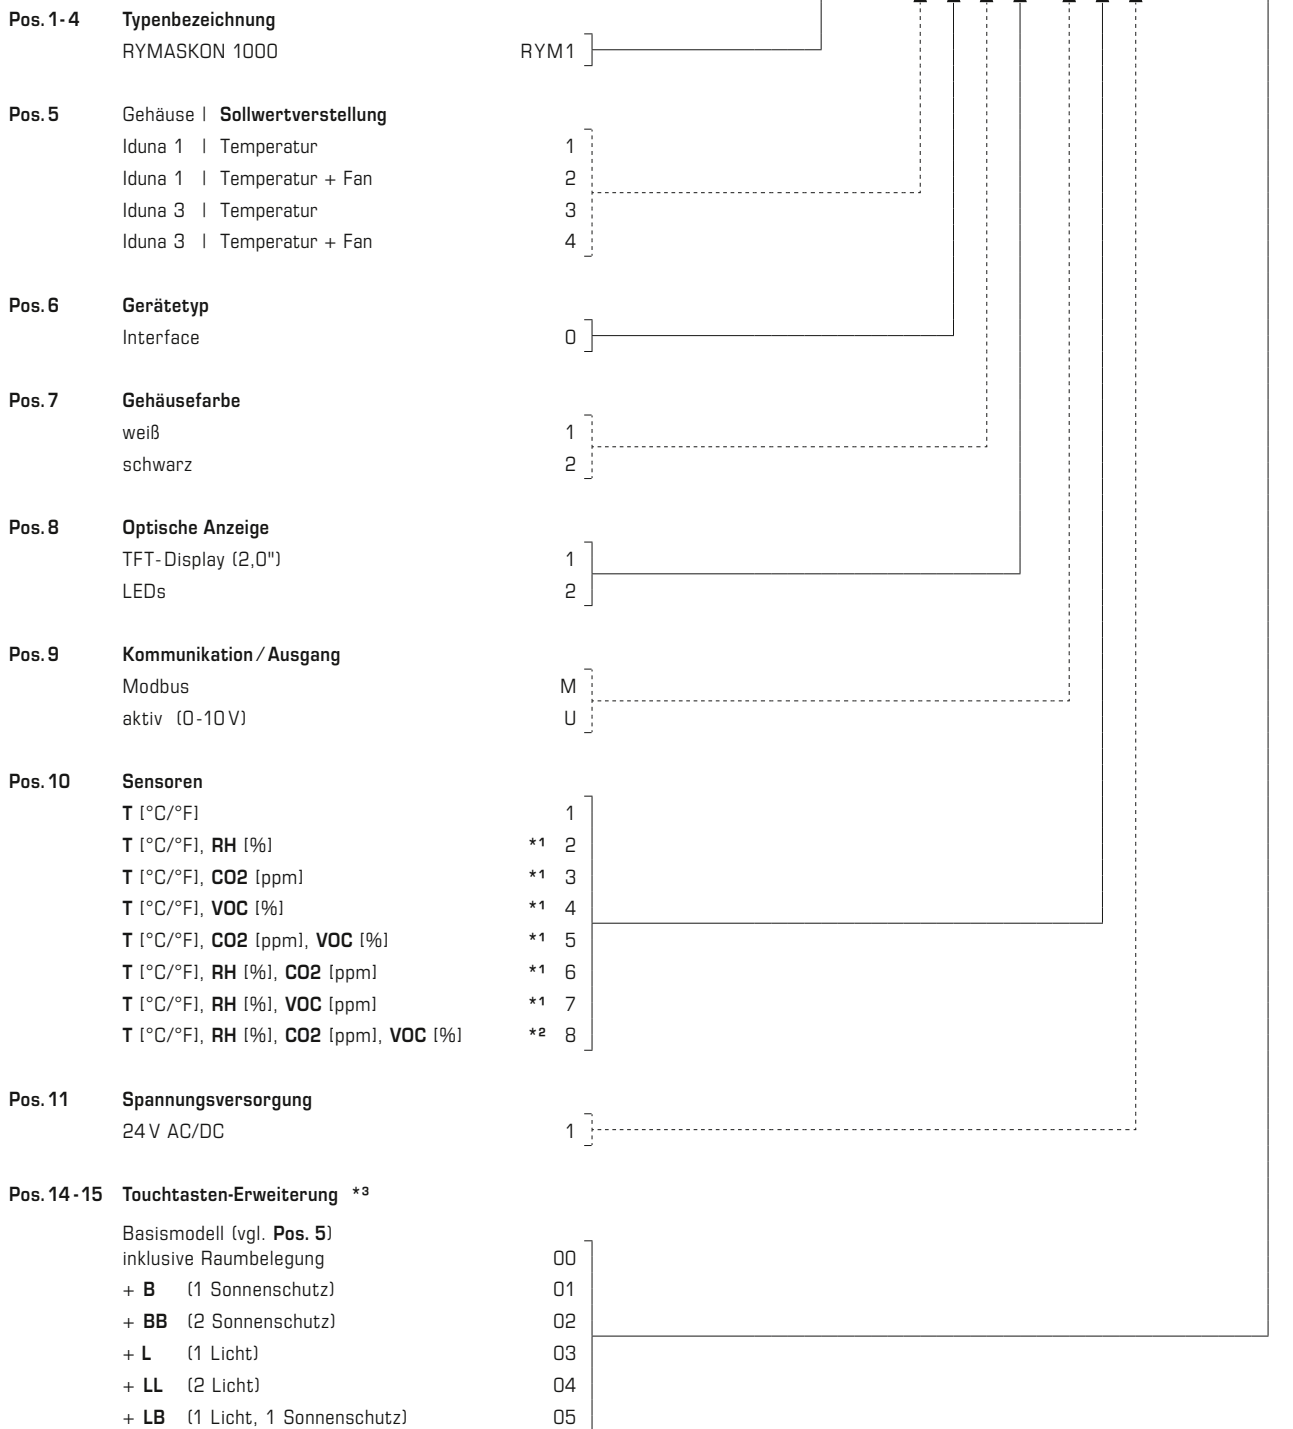 Pos. 1 - 4 Typenbezeichnung
RYMASKON 1000 RYM1
Pos. 5 Gehäuse | Sollwertverstellung
Iduna 1 | Temperatur 1
Iduna 1 | Temperatur + Fan 2
Iduna 3 | Temperatur 3
Iduna 3 | Temperatur + Fan 4
Pos. 6 Gerätetyp
Interface 0
Pos. 7 Gehäusefarbe
weiß 1
schwarz 2
Pos. 8 Optische Anzeige
TFT-Display (2,0") 1
LEDs 2
Pos. 9 Kommunikation / Ausgang
Modbus M
aktiv (0-10 V) U
Pos. 10 Sensoren
T [°C/°F] 1
T [°C/°F], RH [%] *¹ 2
T [°C/°F], CO2 [ppm] *¹ 3
T [°C/°F], VOC [%] *¹ 4
T [°C/°F], CO2 [ppm], VOC [%] *¹ 5
T [°C/°F], RH [%], CO2 [ppm] *¹ 6
T [°C/°F], RH [%], VOC [ppm] *¹ 7
T [°C/°F], RH [%], CO2 [ppm], VOC [%] *² 8
Pos. 11 Spannungsversorgung
24 V AC/DC 1
Pos. 14 - 15 Touchtasten-Erweiterung *³
Basismodell (vgl. Pos. 5)
inklusive Raumbelegung 00
+ B (1 Sonnenschutz) 01
+ BB (2 Sonnenschutz) 02
+ L (1 Licht) 03
+ LL (2 Licht) 04
+ LB (1 Licht, 1 Sonnenschutz) 05